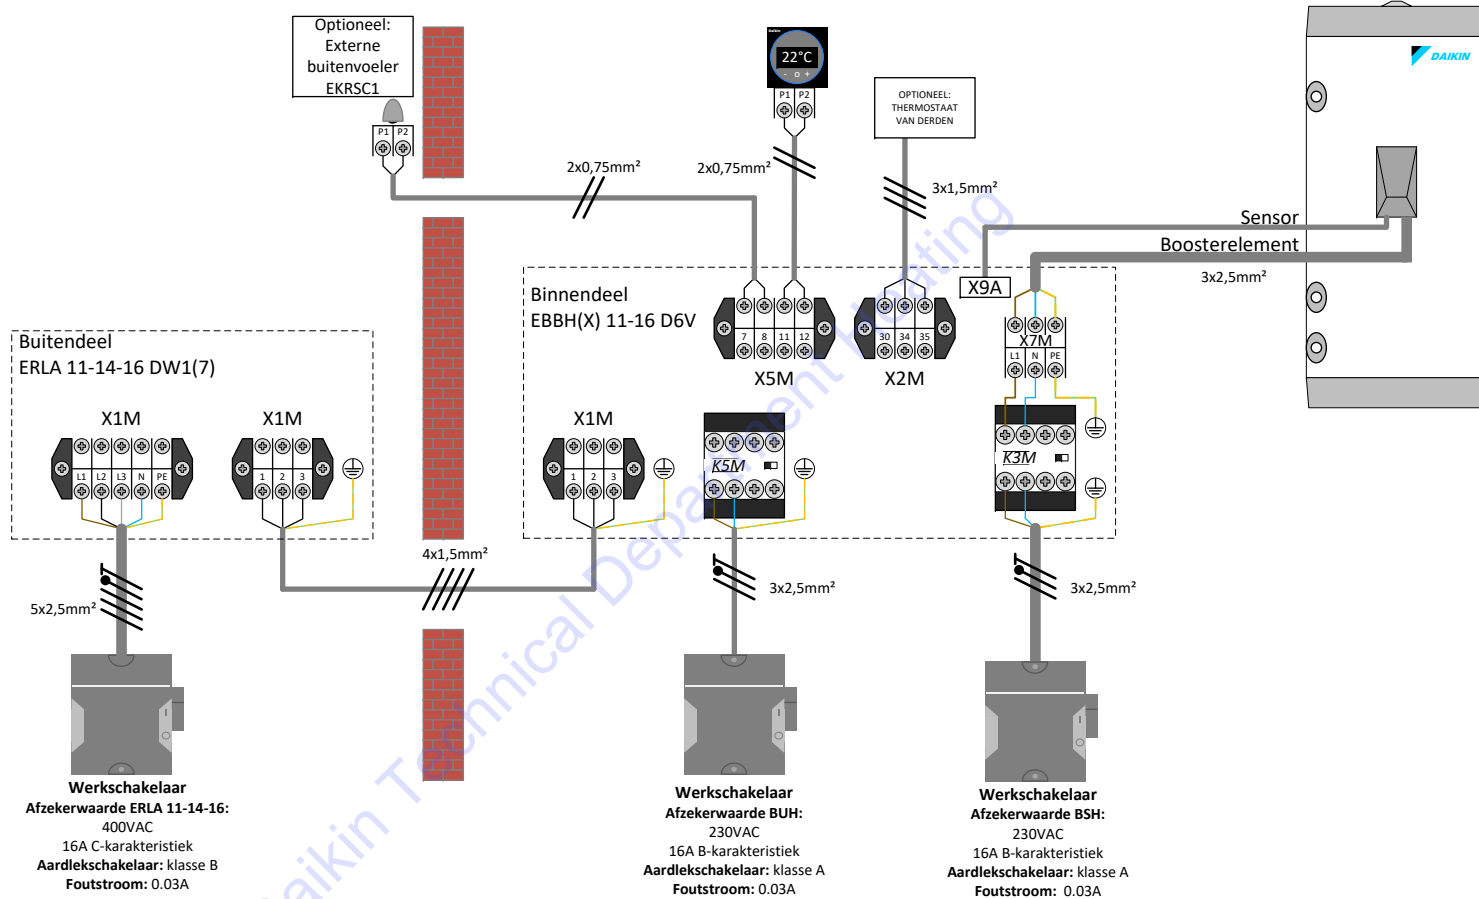 Optioneel:
Externe
buitenvoeler
EKRSC1
P1 P2
Daikin
22°C
- o +
P1 P2
OPTIONEEL:
THERMOSTAAT
VAN DERDEN
DAIKIN
2x0,75mm²
2x0,75mm²
3x1,5mm²
Sensor
Boosterelement
3x2,5mm²
Binnendeel
EBBH(X) 11-16 D6V
X9A
7 8 11 12
X5M
30 34 35
X2M
X7M
L1 N PE
Buitendeel
ERLA 11-14-16 DW1(7)
X1M
L1 L2 L3 N PE
X1M
1 2 3
X1M
1 2 3
K5M
K3M
4x1,5mm²
5x2,5mm²
3x2,5mm²
3x2,5mm²
I
O
I
O
I
O
Werkschakelaar
Afzekerwaarde ERLA 11-14-16:
400VAC
16A C-karakteristiek
Aardlekschakelaar: klasse B
Foutstroom: 0.03A
Werkschakelaar
Afzekerwaarde BUH:
230VAC
16A B-karakteristiek
Aardlekschakelaar: klasse A
Foutstroom: 0.03A
Werkschakelaar
Afzekerwaarde BSH:
230VAC
16A B-karakteristiek
Aardlekschakelaar: klasse A
Foutstroom: 0.03A
Daikin Technical Department Heating